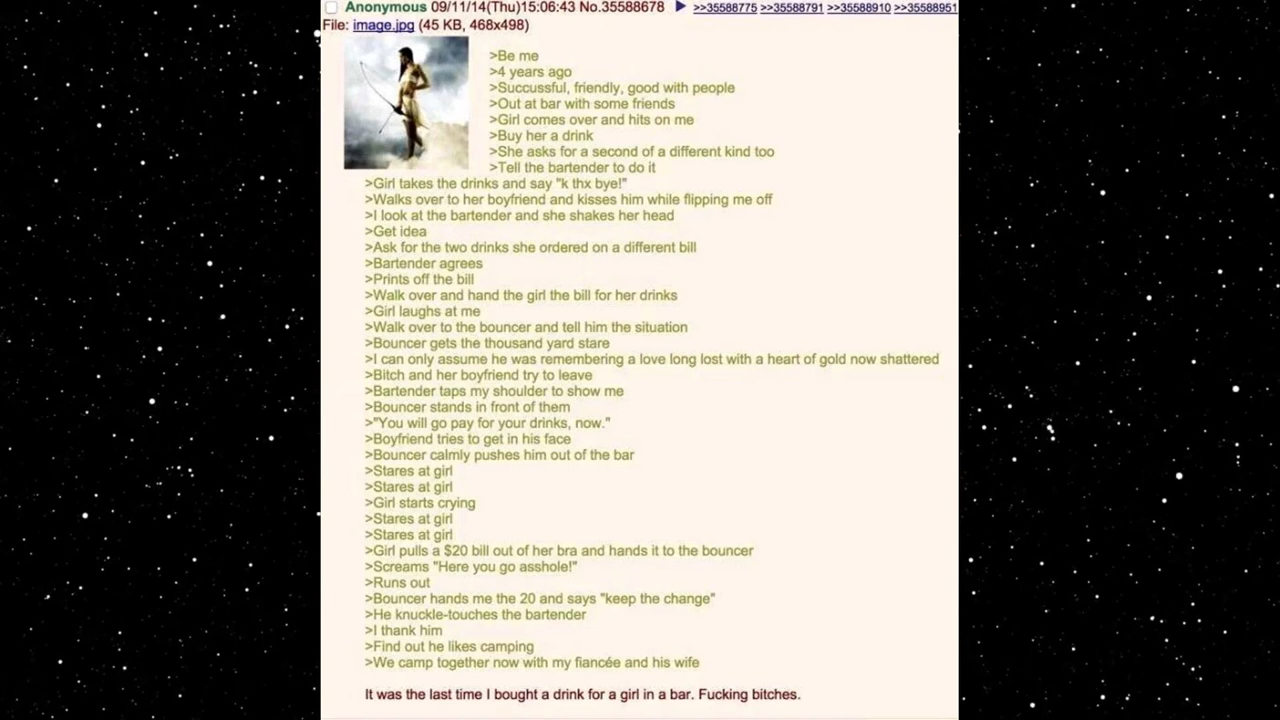 Anonymous 09/11/14(Thu)15:06:43 No.35588678 ▶ >>35588775 >>35588791 >>35588910 >>35588951
File: image.jpg (45 KB, 468x498)
>Be me
>4 years ago
>Succussful, friendly, good with people
>Out at bar with some friends
>Girl comes over and hits on me
>Buy her a drink
>She asks for a second of a different kind too
>Tell the bartender to do it
>Girl takes the drinks and say "k thx bye!"
>Walks over to her boyfriend and kisses him while flipping me off
>I look at the bartender and she shakes her head
>Get idea
>Ask for the two drinks she ordered on a different bill
>Bartender agrees
>Prints off the bill
>Walk over and hand the girl the bill for her drinks
>Girl laughs at me
>Walk over to the bouncer and tell him the situation
>Bouncer gets the thousand yard stare
>I can only assume he was remembering a love long lost with a heart of gold now shattered
>Bitch and her boyfriend try to leave
>Bartender taps my shoulder to show me
>Bouncer stands in front of them
>"You will go pay for your drinks, now."
>Boyfriend tries to get in his face
>Bouncer calmly pushes him out of the bar
>Stares at girl
>Stares at girl
>Girl starts crying
>Stares at girl
>Stares at girl
>Girl pulls a $20 bill out of her bra and hands it to the bouncer
>Screams "Here you go asshole!"
>Runs out
>Bouncer hands me the 20 and says "keep the change"
>He knuckle-touches the bartender
>I thank him
>Find out he likes camping
>We camp together now with my fiancée and his wife
It was the last time I bought a drink for a girl in a bar. Fucking bitches.